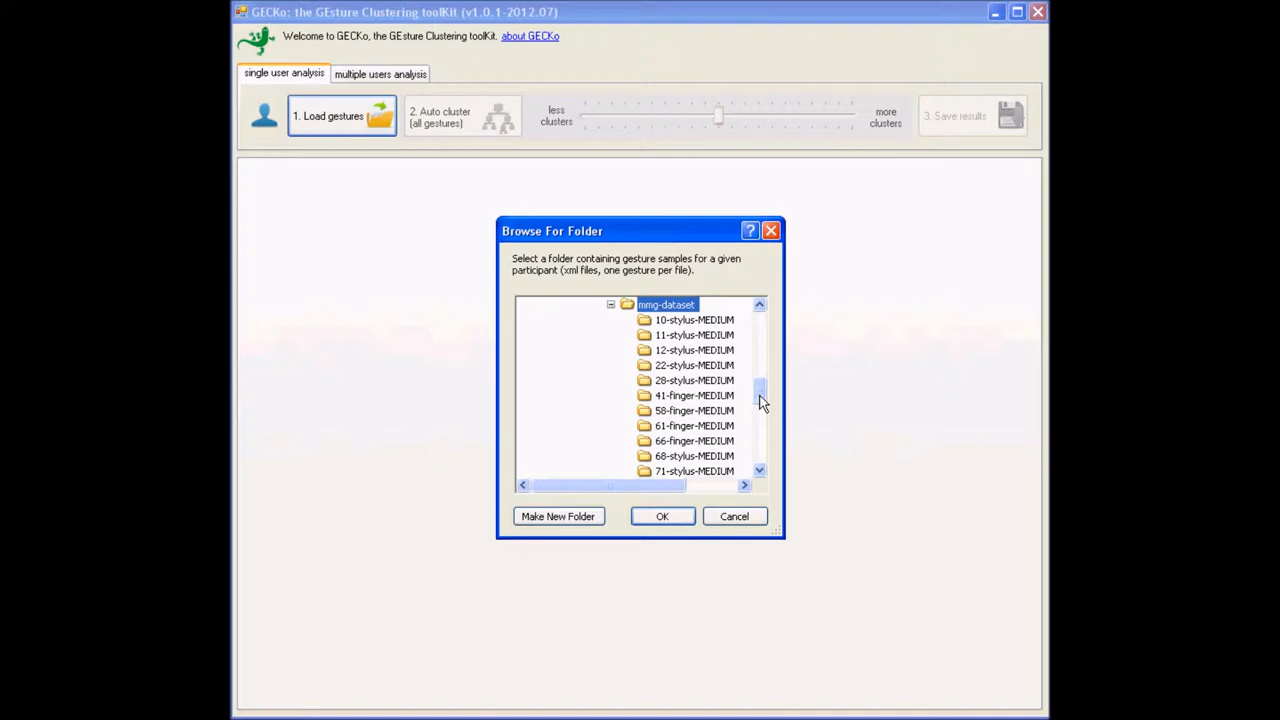 GECKo: the GEsture Clustering toolKit (v1.0.1-2012.07)
Welcome to GECKo, the GEsture Clustering toolKit. about GECKo
single user analysis
multiple users analysis
1. Load gestures
2. Auto cluster
(all gestures)
less
clusters
more
clusters
3. Save results
Browse For Folder
Select a folder containing gesture samples for a given
participant (xml files, one gesture per file).
mmg-dataset
10-stylus-MEDIUM
11-stylus-MEDIUM
12-stylus-MEDIUM
22-stylus-MEDIUM
28-stylus-MEDIUM
41-finger-MEDIUM
58-finger-MEDIUM
61-finger-MEDIUM
66-finger-MEDIUM
68-stylus-MEDIUM
71-stylus-MEDIUM
Make New Folder
OK
Cancel